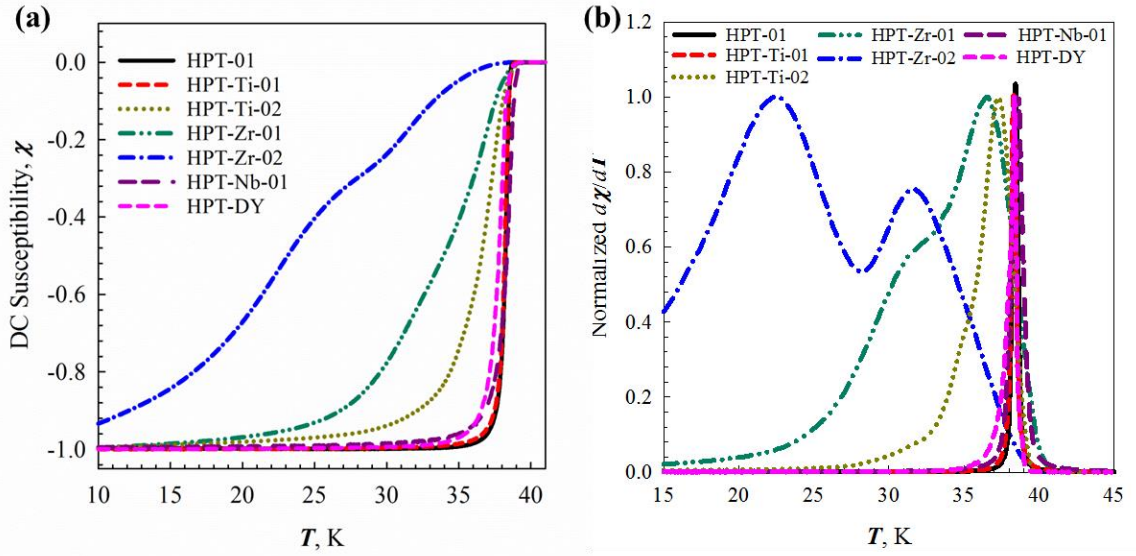 (a)
DC Susceptibility, χ
0.0
-0.2
-0.4
-0.6
-0.8
-1.0
HPT-01
HPT-Ti-01
HPT-Ti-02
HPT-Zr-01
HPT-Zr-02
HPT-Nb-01
HPT-DY
10 15 20 25 30 35 40
T, K
(b)
Normalized dχ/dT
1.2
1.0
0.8
0.6
0.4
0.2
0.0
HPT-01 HPT-Zr-01 HPT-Nb-01
HPT-Ti-01 HPT-Zr-02 HPT-DY
HPT-Ti-02
15 20 25 30 35 40 45
T, K